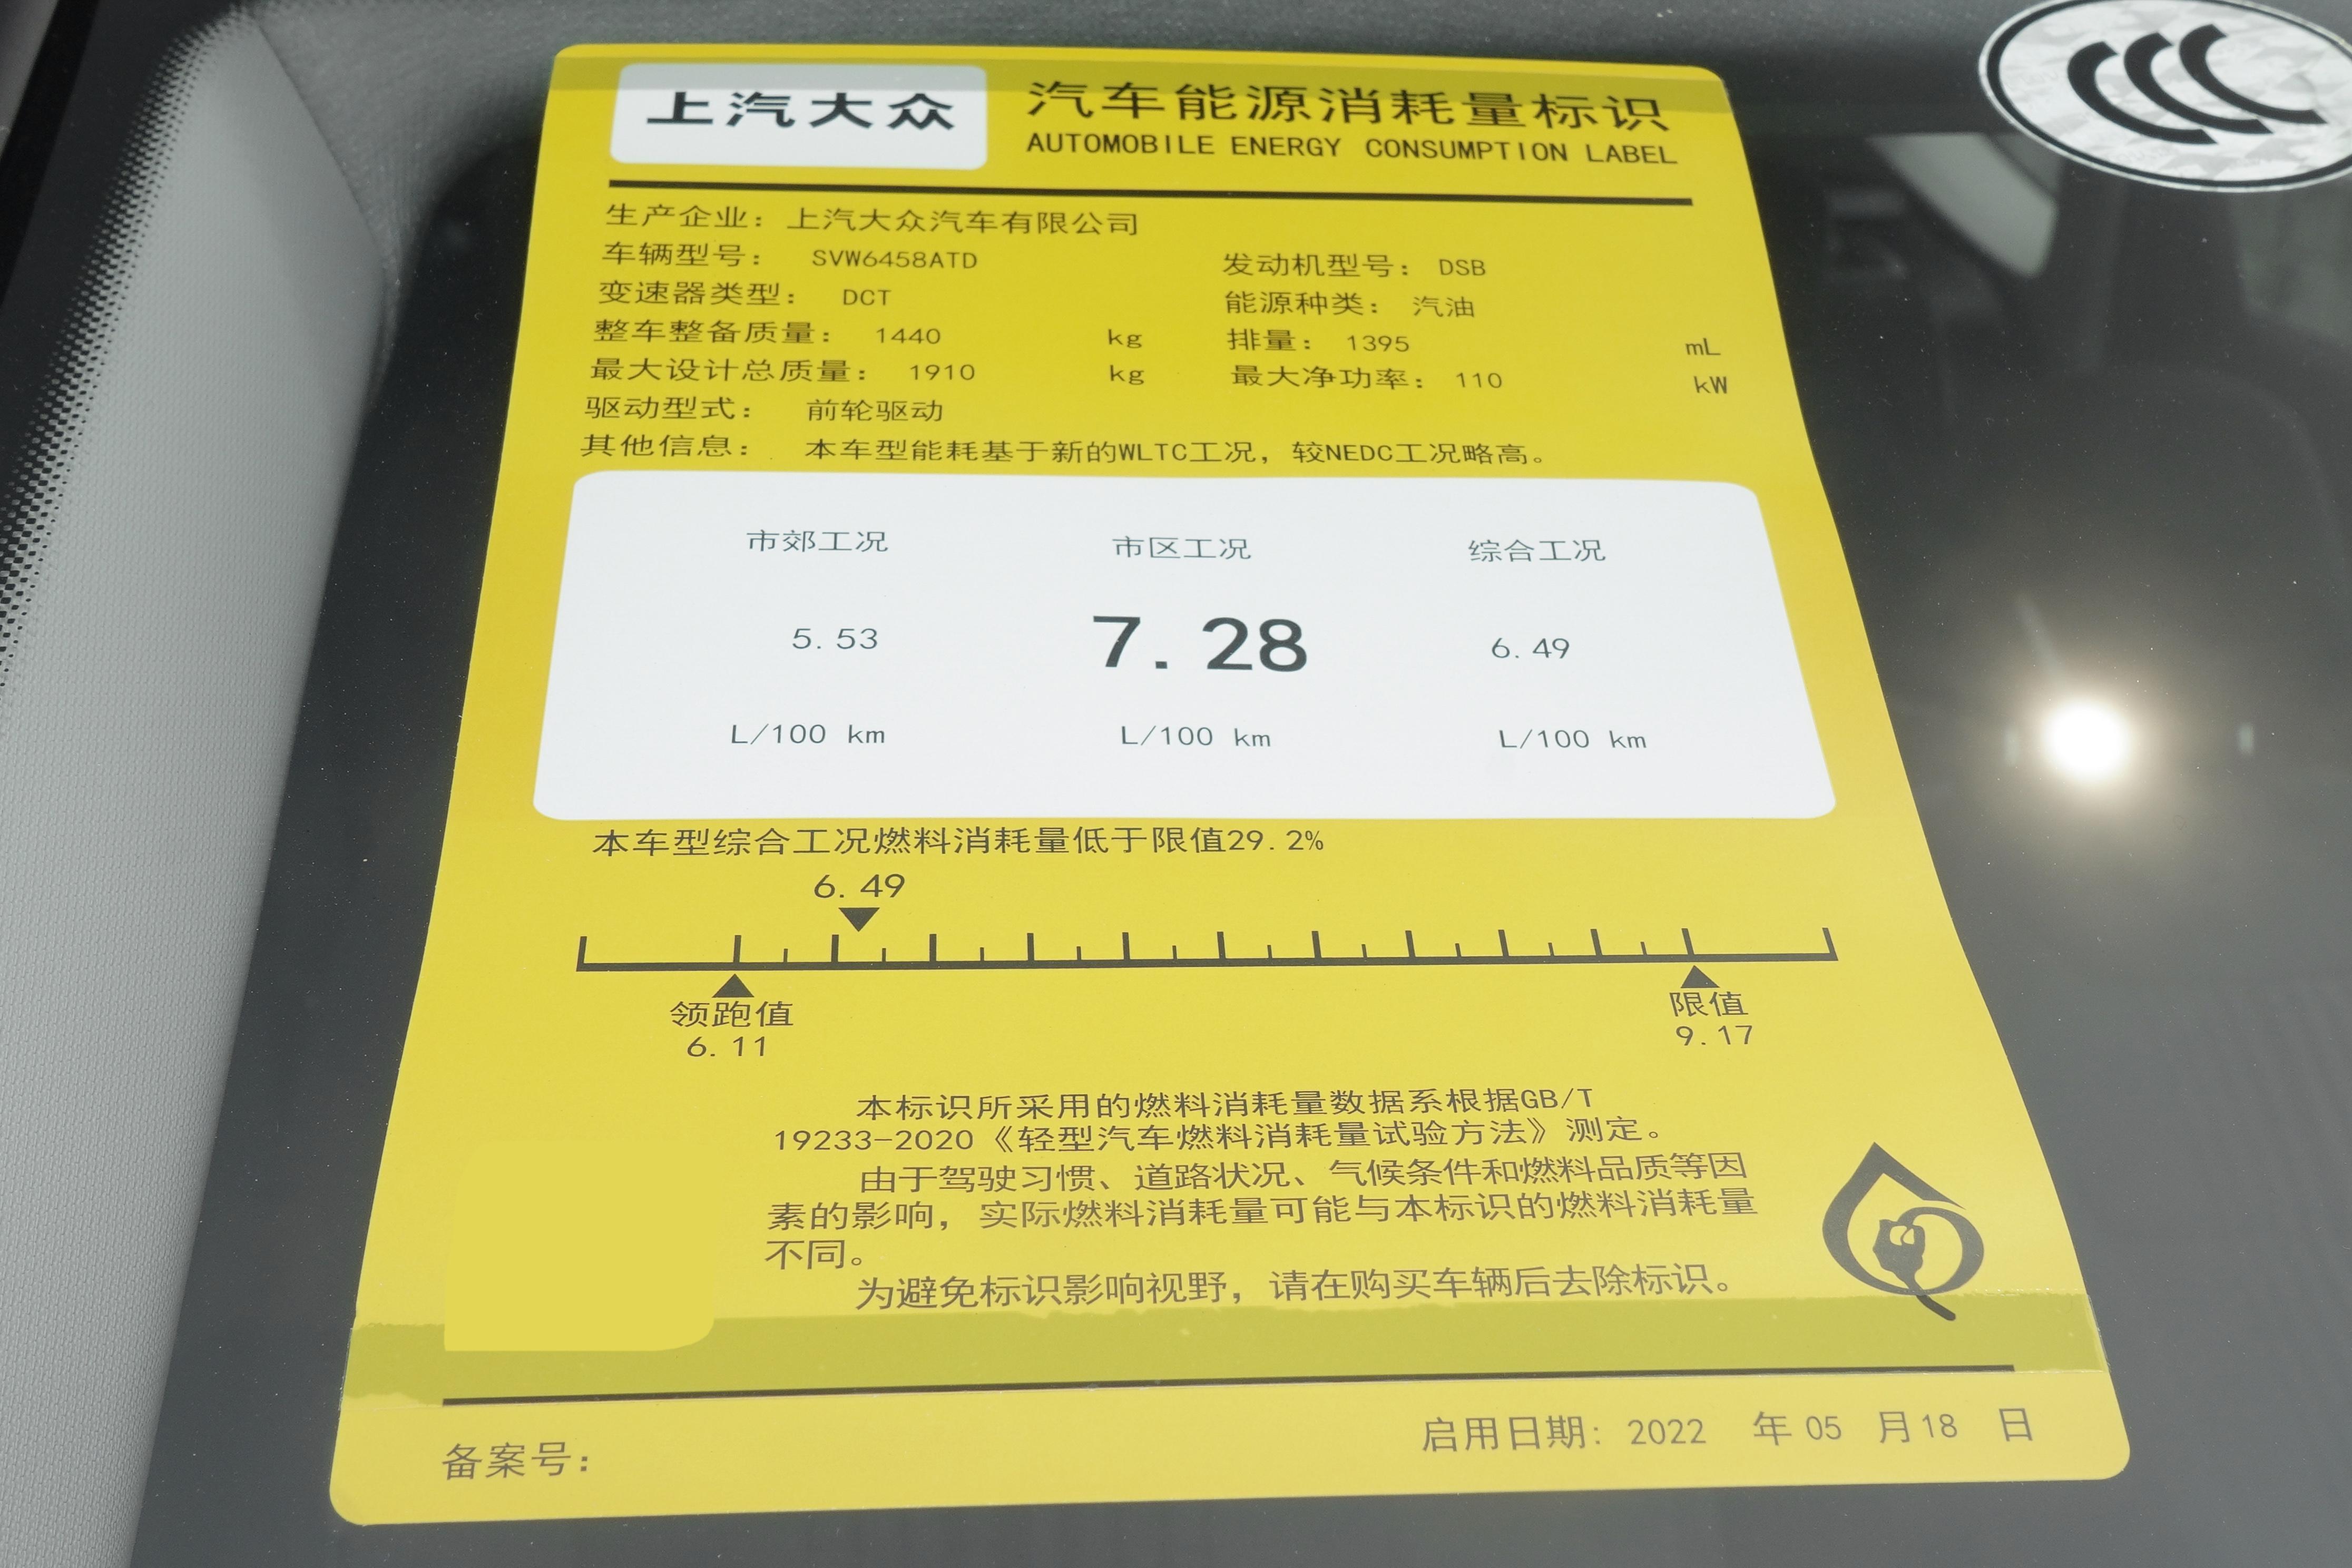 上汽大众
汽车能源消耗量标识
AUTOMOBILE ENERGY CONSUMPTION LABEL
生产企业：上汽大众汽车有限公司
车辆型号： SVW6458ATD 发动机型号： DSB
变速器类型： DCT 能源种类： 汽油
整车整备质量： 1440 kg 排量： 1395 mL
最大设计总质量： 1910 kg 最大净功率： 110 kW
驱动型式： 前轮驱动
其他信息： 本车型能耗基于新的WLTC工况，较NEDC工况略高。
市郊工况 市区工况 综合工况
5.53 7.28 6.49
L/100 km L/100 km L/100 km
本车型综合工况燃料消耗量低于限值29.2%
6.49
领跑值 限值
6.11 9.17
本标识所采用的燃料消耗量数据系根据GB/T
19233-2020《轻型汽车燃料消耗量试验方法》测定。
由于驾驶习惯、道路状况、气候条件和燃料品质等因
素的影响，实际燃料消耗量可能与本标识的燃料消耗量
不同。
为避免标识影响视野，请在购买车辆后去除标识。
备案号： 启用日期：2022 年 05 月 18 日